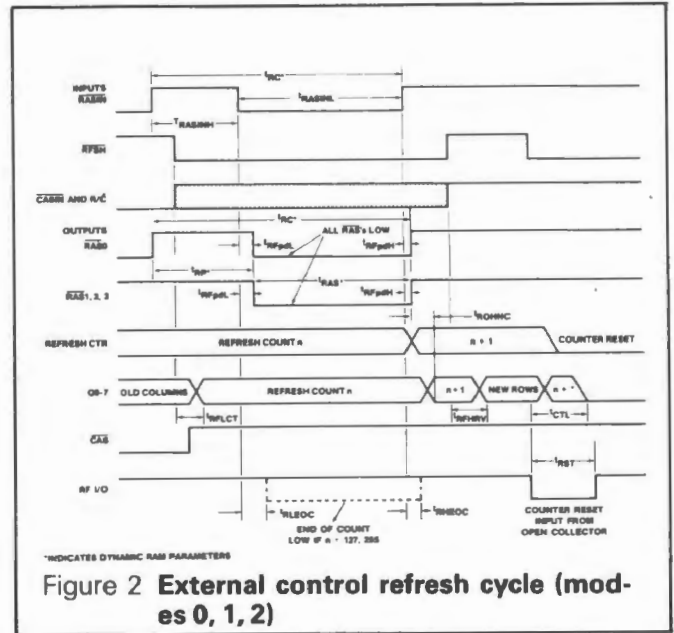 tRC*
INPUTS
RASIN
tRASINL
TRASINH
RFSH
CASIN AND R/C
tRC*
OUTPUTS
RAS0
tRFpdL
ALL RAS's LOW
tRFpdH
tRP*
tRAS*
RAS1, 2, 3
tRFpdL
tRFpdH
tROHNC
REFRESH CTR
REFRESH COUNT n
n + 1
COUNTER RESET
Q0-7
OLD COLUMNS
REFRESH COUNT n
n + 1
NEW ROWS
tRFLCT
tRFHRV
tCTL
CAS
tRST
RF I/O
tRLEOC
tRHEOC
END OF COUNT
LOW IF n = 127, 255
COUNTER RESET
INPUT FROM
OPEN COLLECTOR
*INDICATES DYNAMIC RAM PARAMETERS
Figure 2 External control refresh cycle (mod-
es 0, 1, 2)